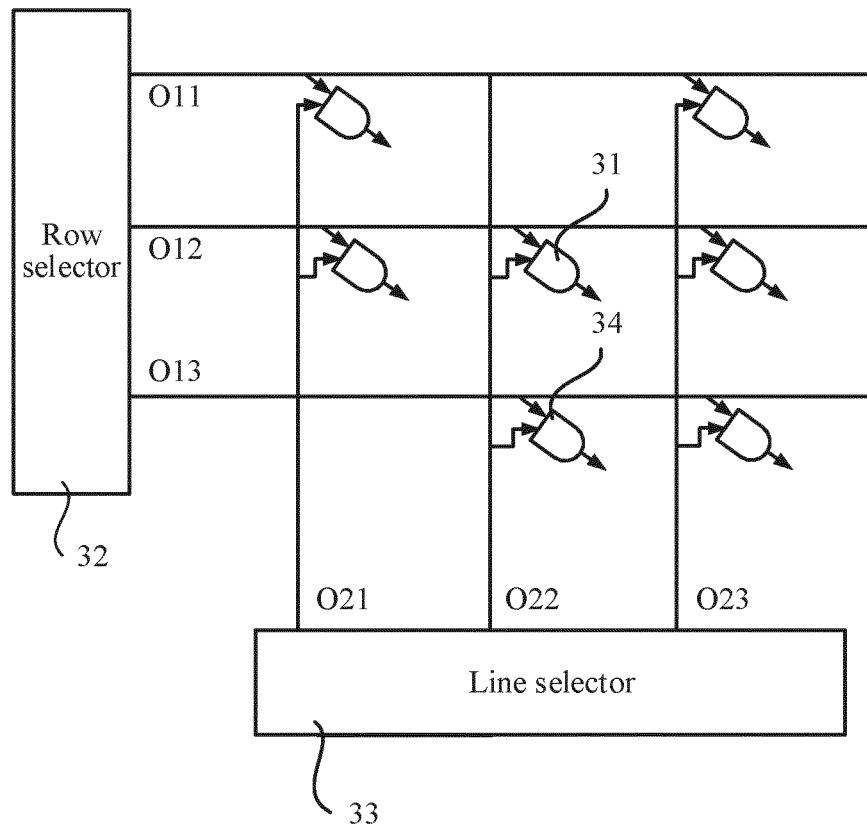 O11
31
Row
selector
O12
34
O13
32
O21
O22
O23
Line selector
33